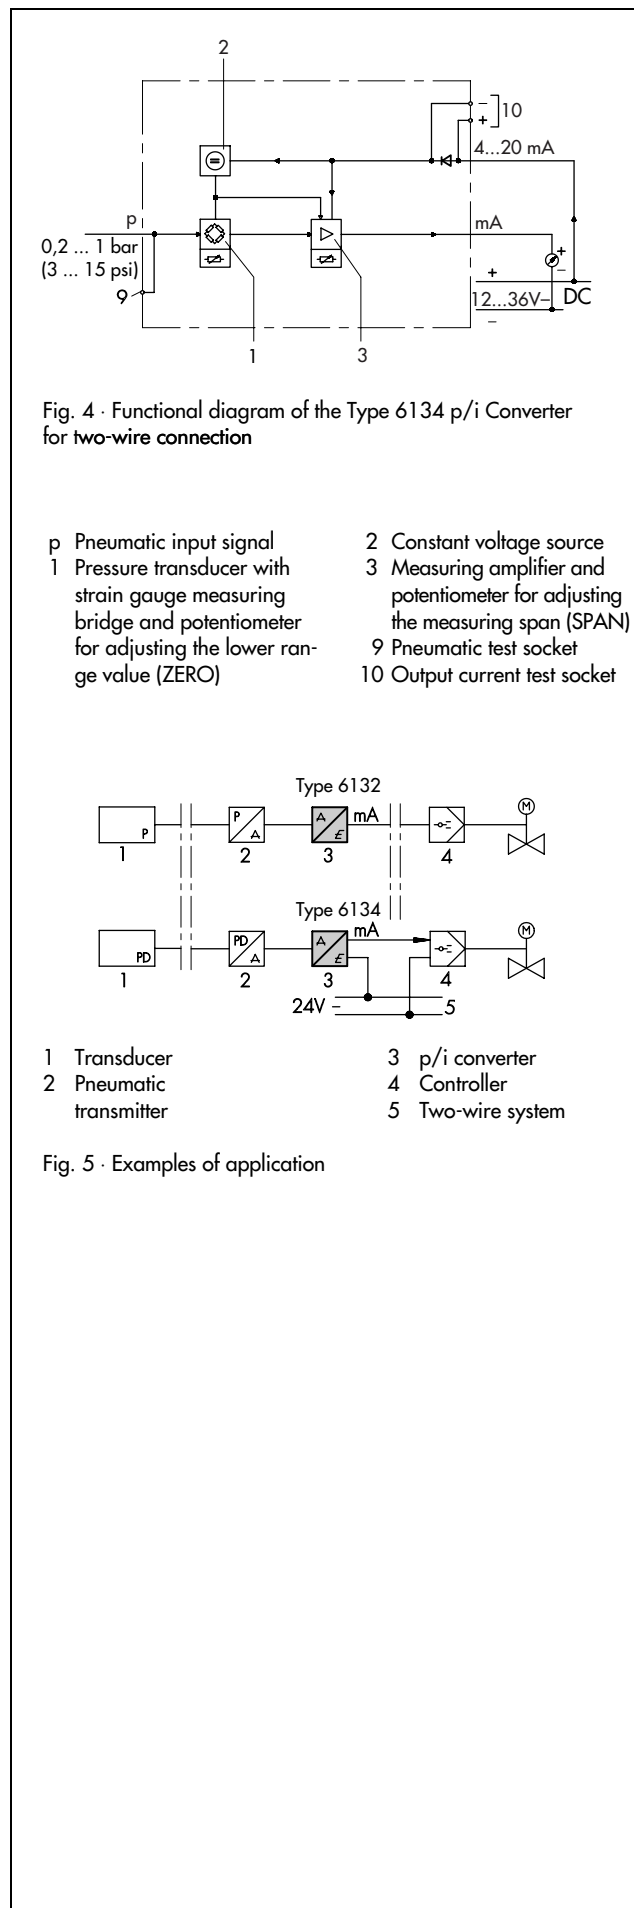 2
– 10
+
4...20 mA
p
mA
0,2 ... 1 bar
(3 ... 15 psi)
+
–
9
+
12...36V– DC
–
1
3
Fig. 4 · Functional diagram of the Type 6134 p/i Converter
for two-wire connection
p Pneumatic input signal
1 Pressure transducer with
strain gauge measuring
bridge and potentiometer
for adjusting the lower ran-
ge value (ZERO)
2 Constant voltage source
3 Measuring amplifier and
potentiometer for adjusting
the measuring span (SPAN)
9 Pneumatic test socket
10 Output current test socket
Type 6132
P
P A
A E
mA
M
1 2 3 4
Type 6134
PD
PD A
A E
mA
M
1 2 3 4
24V – 5
1 Transducer
2 Pneumatic
transmitter
3 p/i converter
4 Controller
5 Two-wire system
Fig. 5 · Examples of application